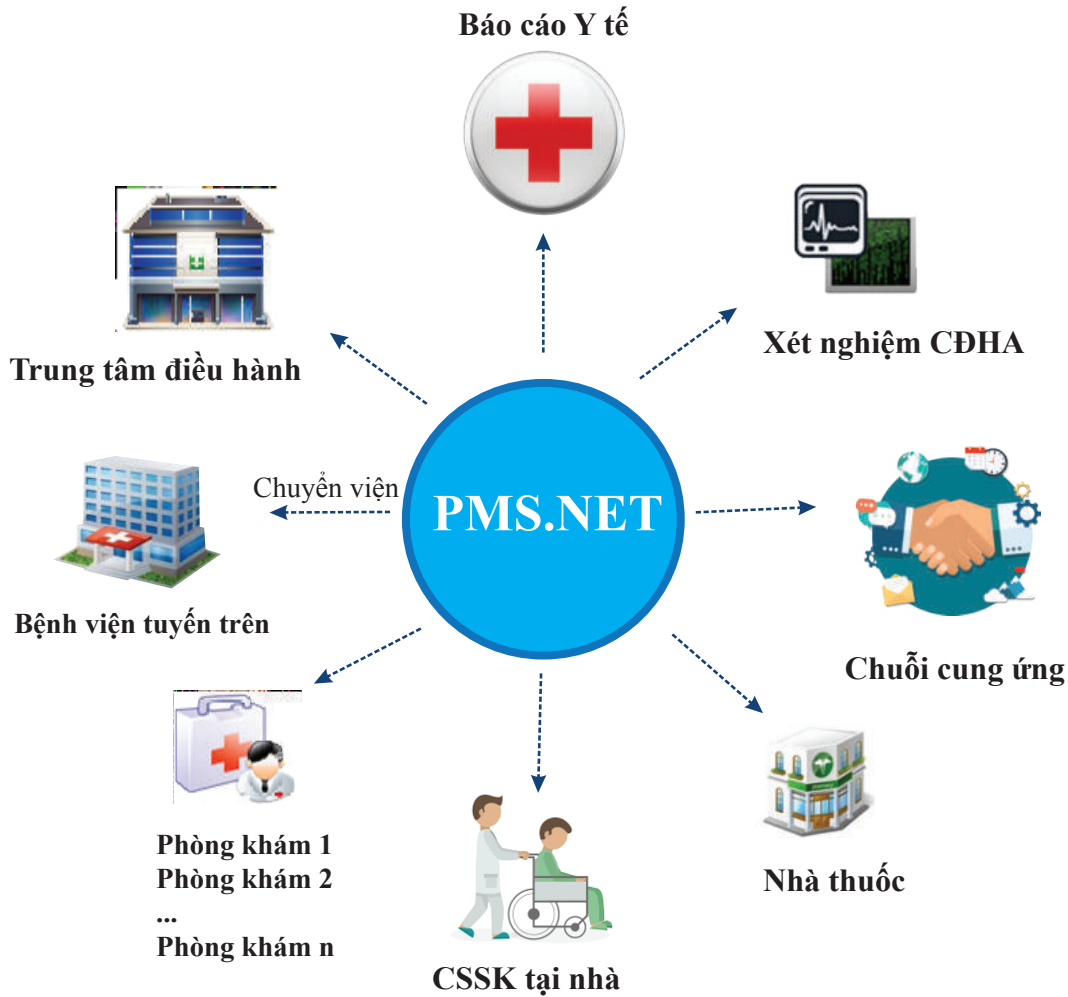 Báo cáo Y tế
Trung tâm điều hành
Xét nghiệm CĐHA
Chuyển viện
PMS.NET
Bệnh viện tuyến trên
Chuỗi cung ứng
Phòng khám 1
Phòng khám 2
...
Phòng khám n
Nhà thuốc
CSSK tại nhà